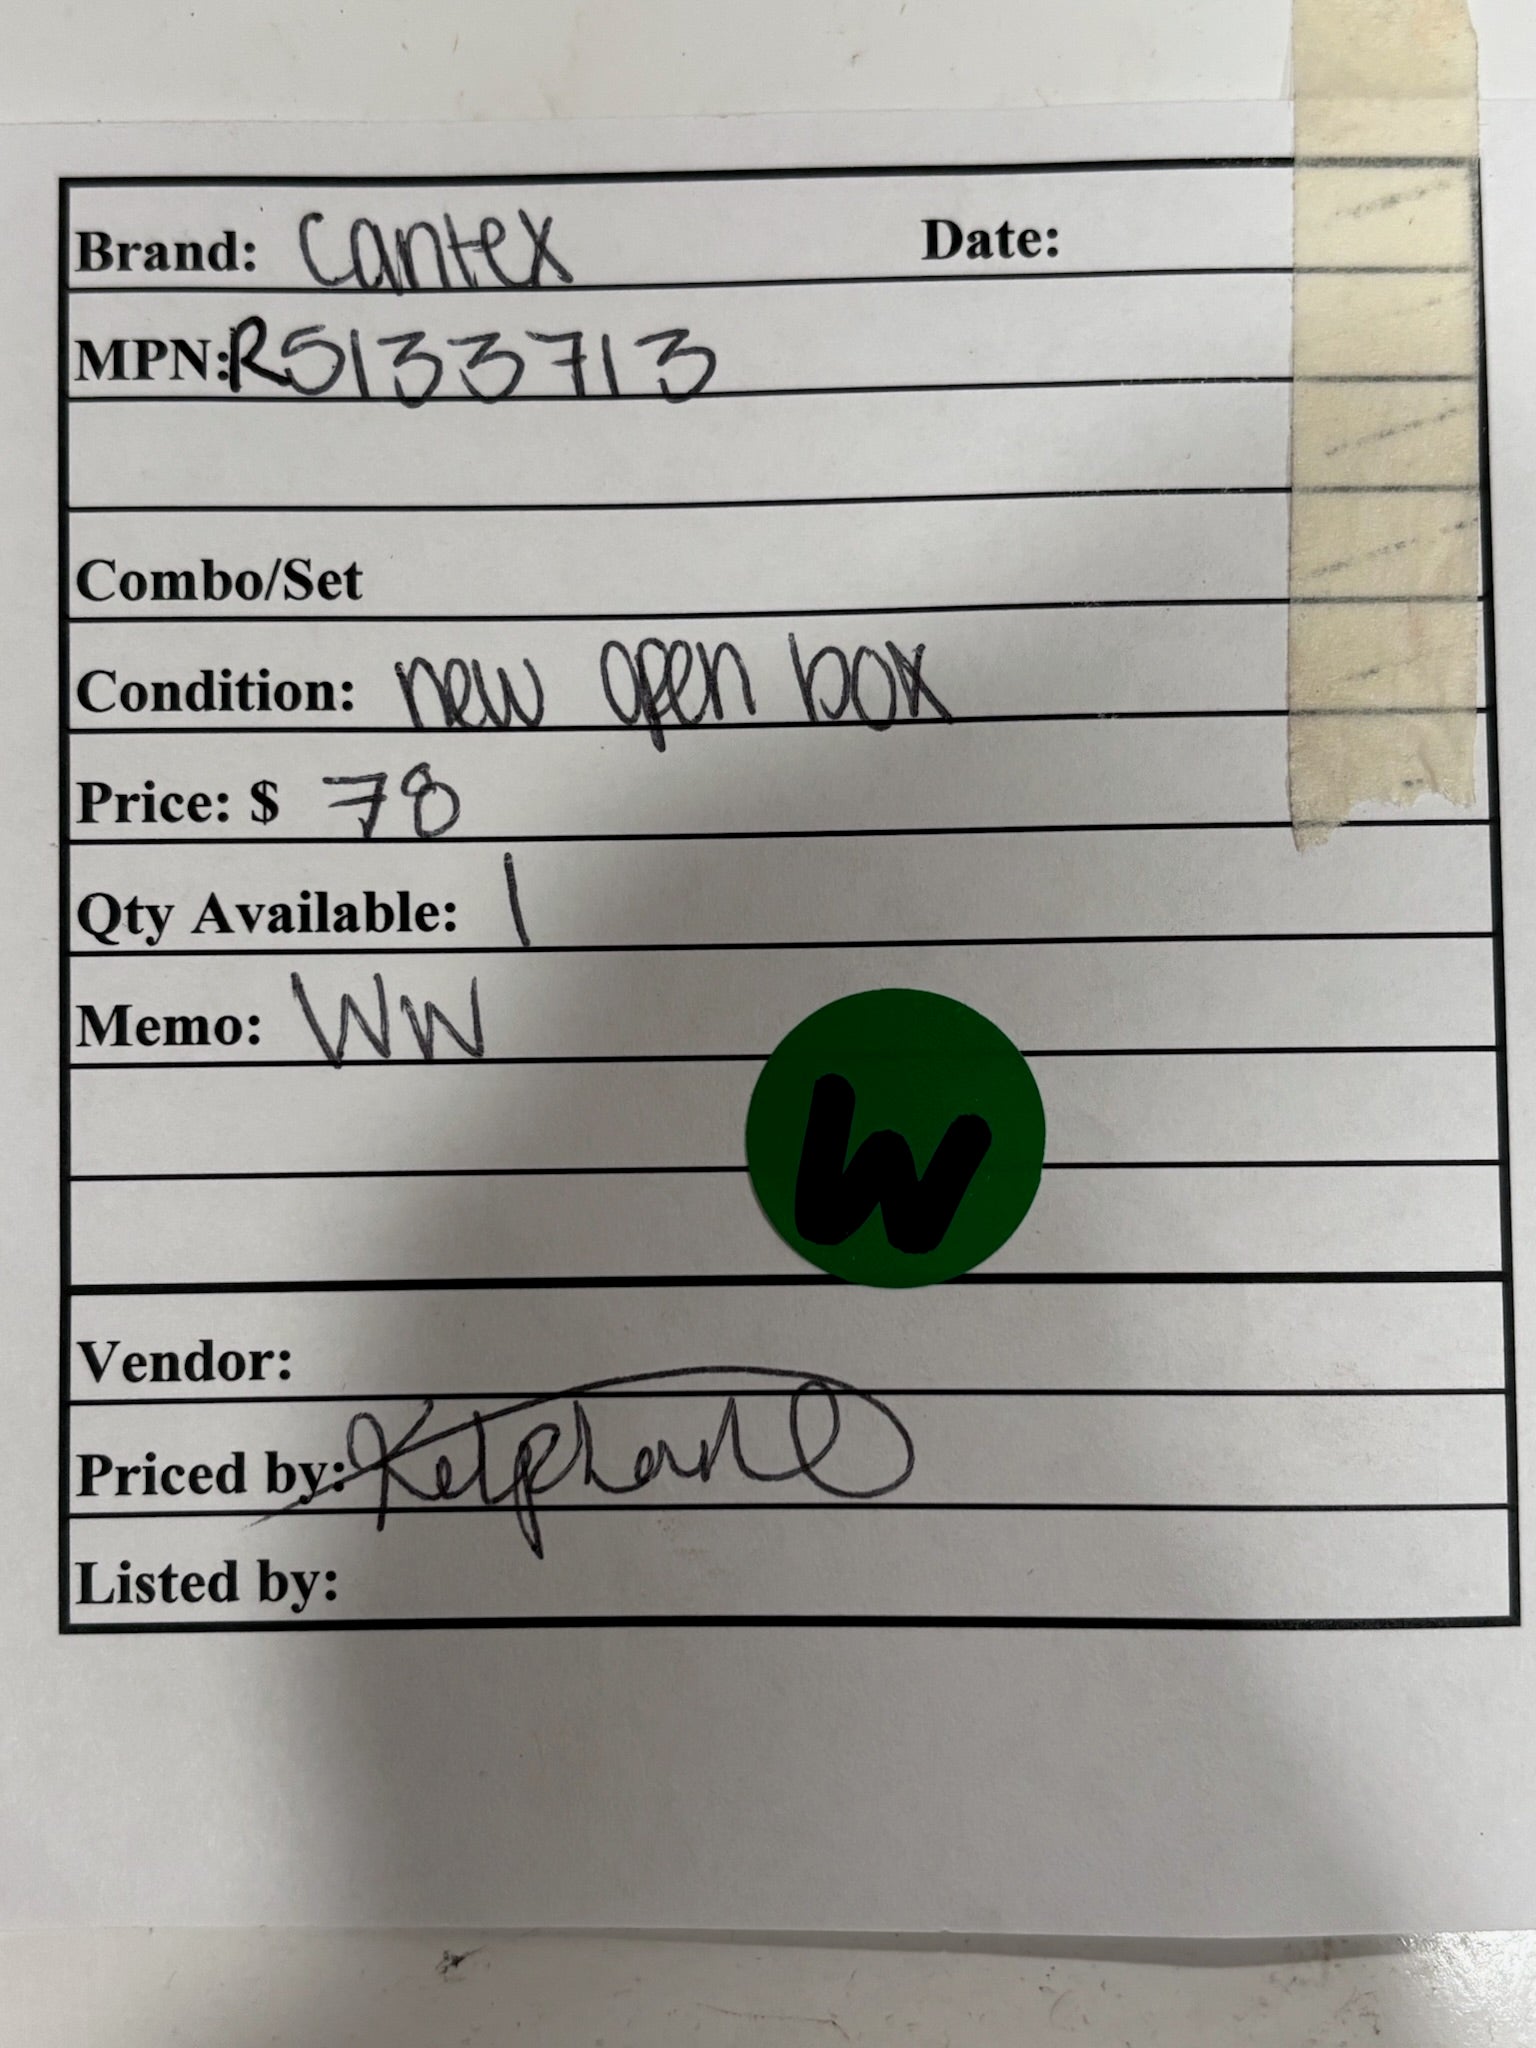 Brand: Cantex Date:
MPN: R5133713
Combo/Set
Condition: new open box
Price: $ 78
Qty Available: 1
Memo: WW
W
Vendor:
Priced by:
Listed by: